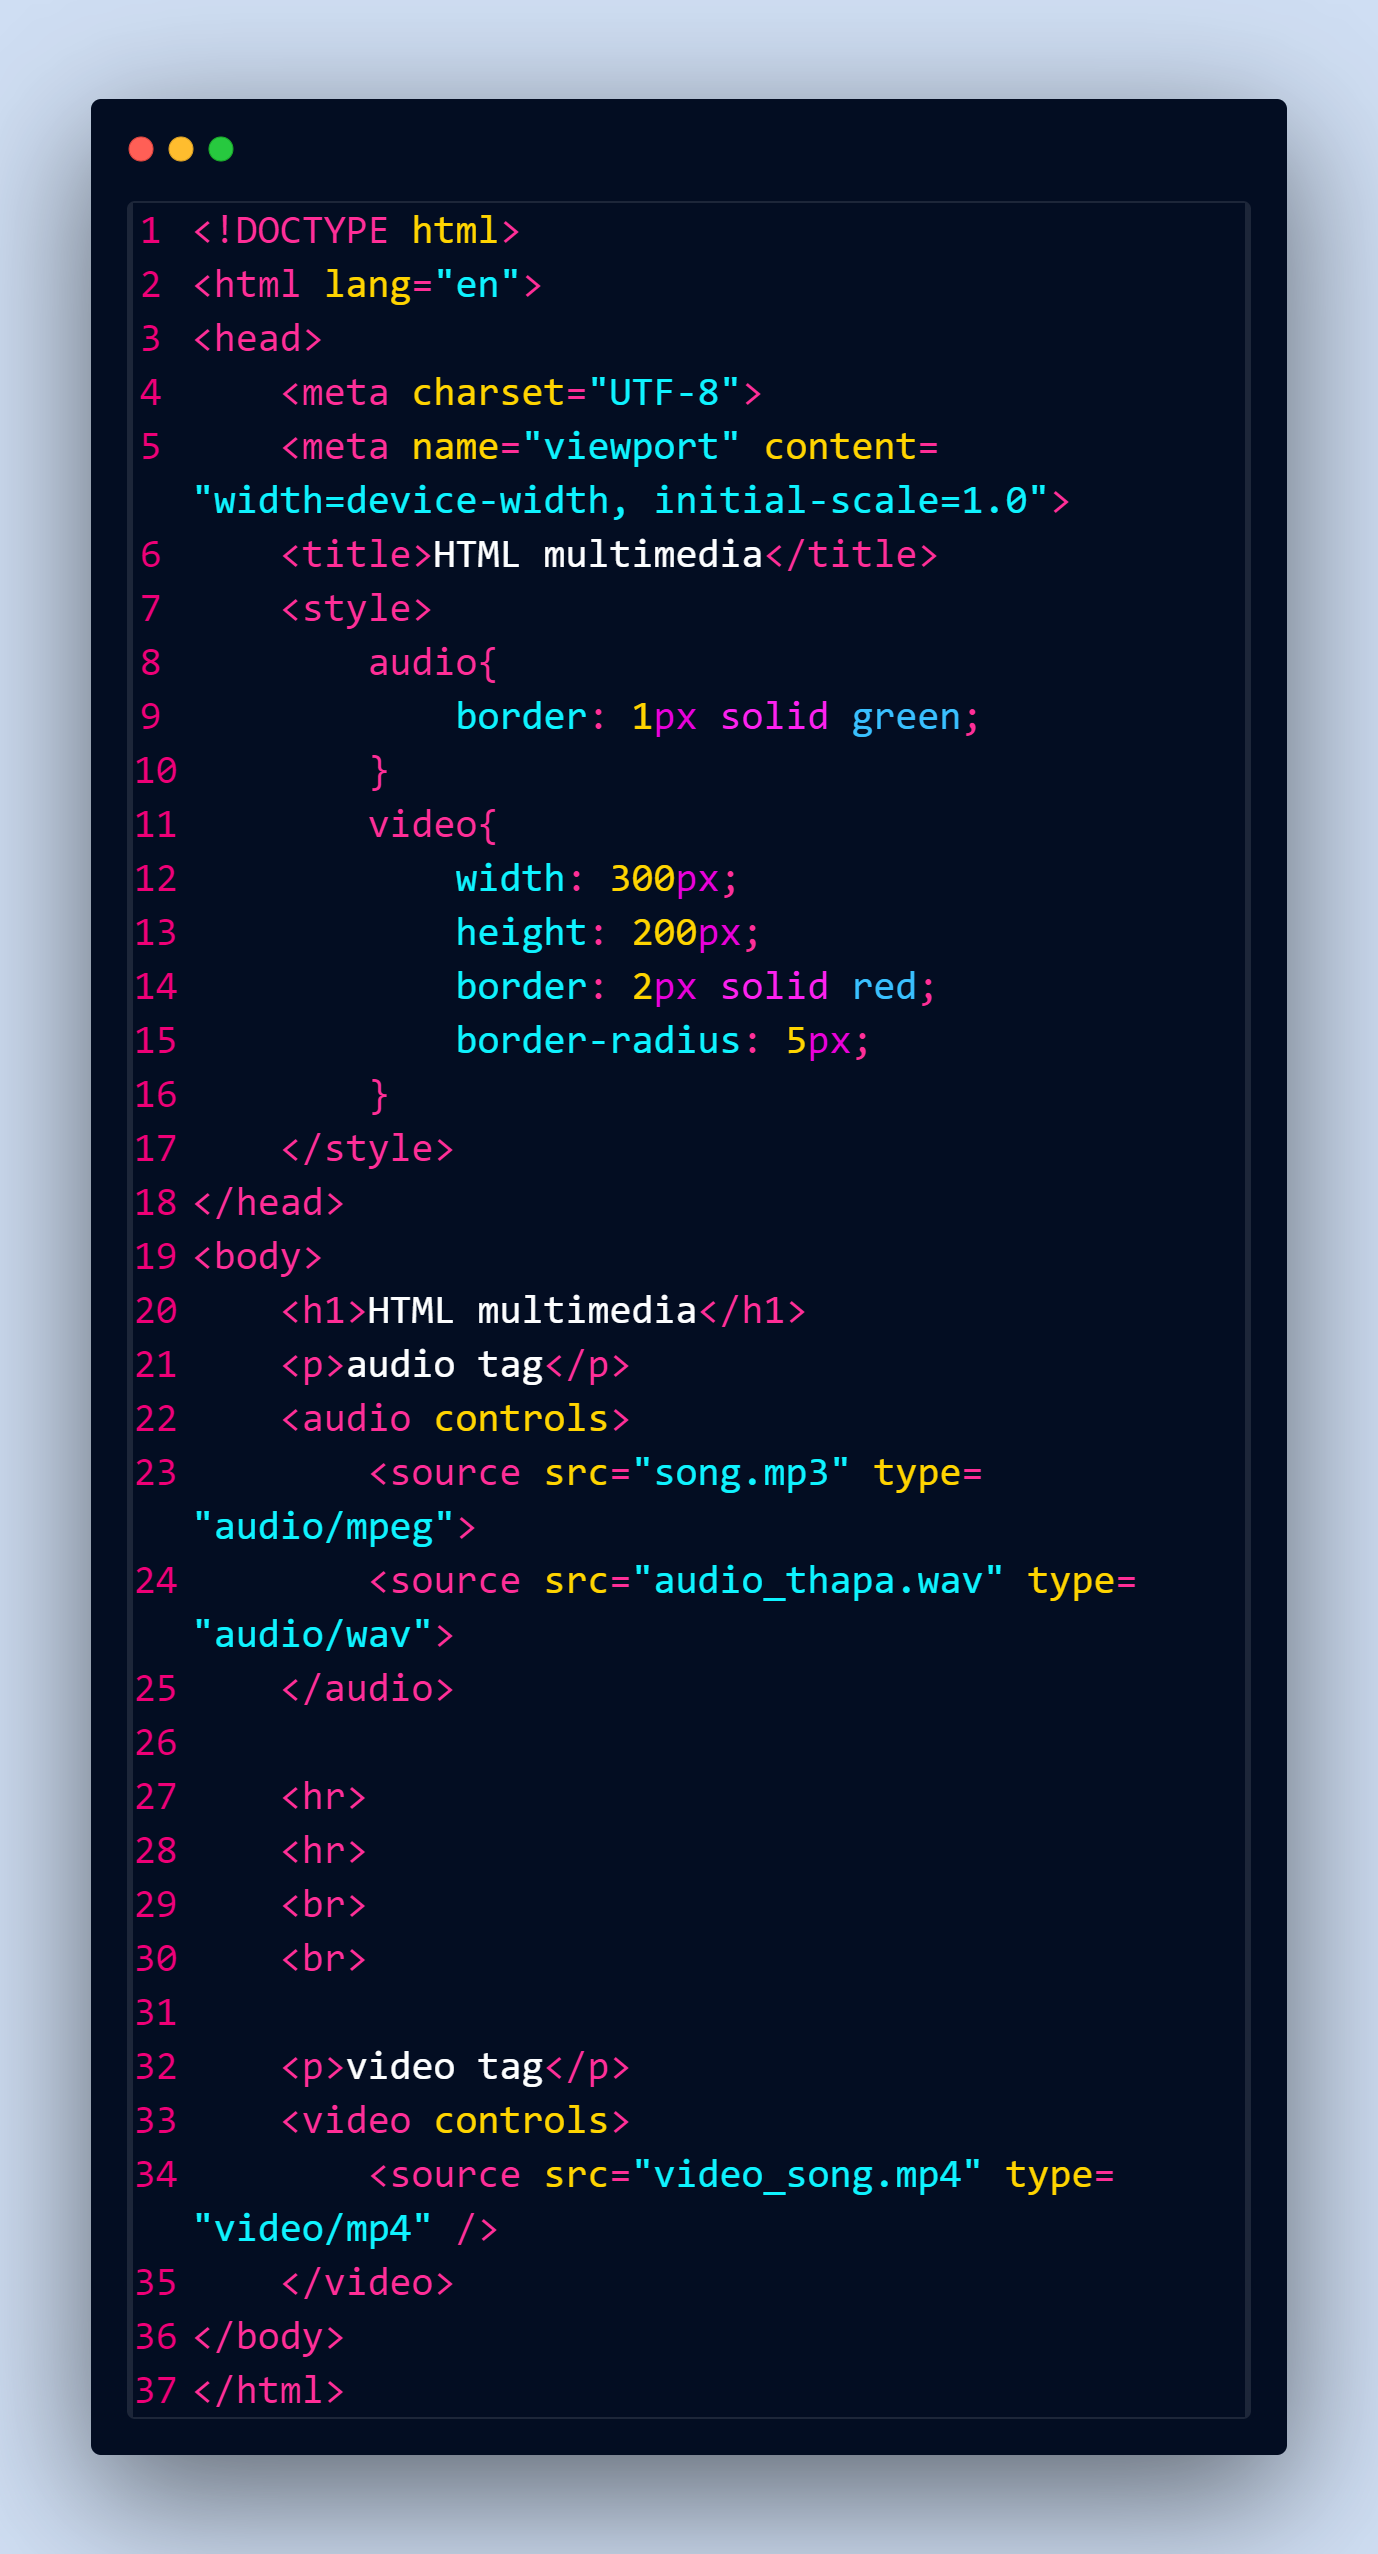 1 <!DOCTYPE html>
2 <html lang="en">
3 <head>
4     <meta charset="UTF-8">
5     <meta name="viewport" content=
"width=device-width, initial-scale=1.0">
6     <title>HTML multimedia</title>
7     <style>
8         audio{
9             border: 1px solid green;
10         }
11         video{
12             width: 300px;
13             height: 200px;
14             border: 2px solid red;
15             border-radius: 5px;
16         }
17     </style>
18 </head>
19 <body>
20     <h1>HTML multimedia</h1>
21     <p>audio tag</p>
22     <audio controls>
23         <source src="song.mp3" type=
"audio/mpeg">
24         <source src="audio_thapa.wav" type=
"audio/wav">
25     </audio>
26
27     <hr>
28     <hr>
29     <br>
30     <br>
31
32     <p>video tag</p>
33     <video controls>
34         <source src="video_song.mp4" type=
"video/mp4" />
35     </video>
36 </body>
37 </html>